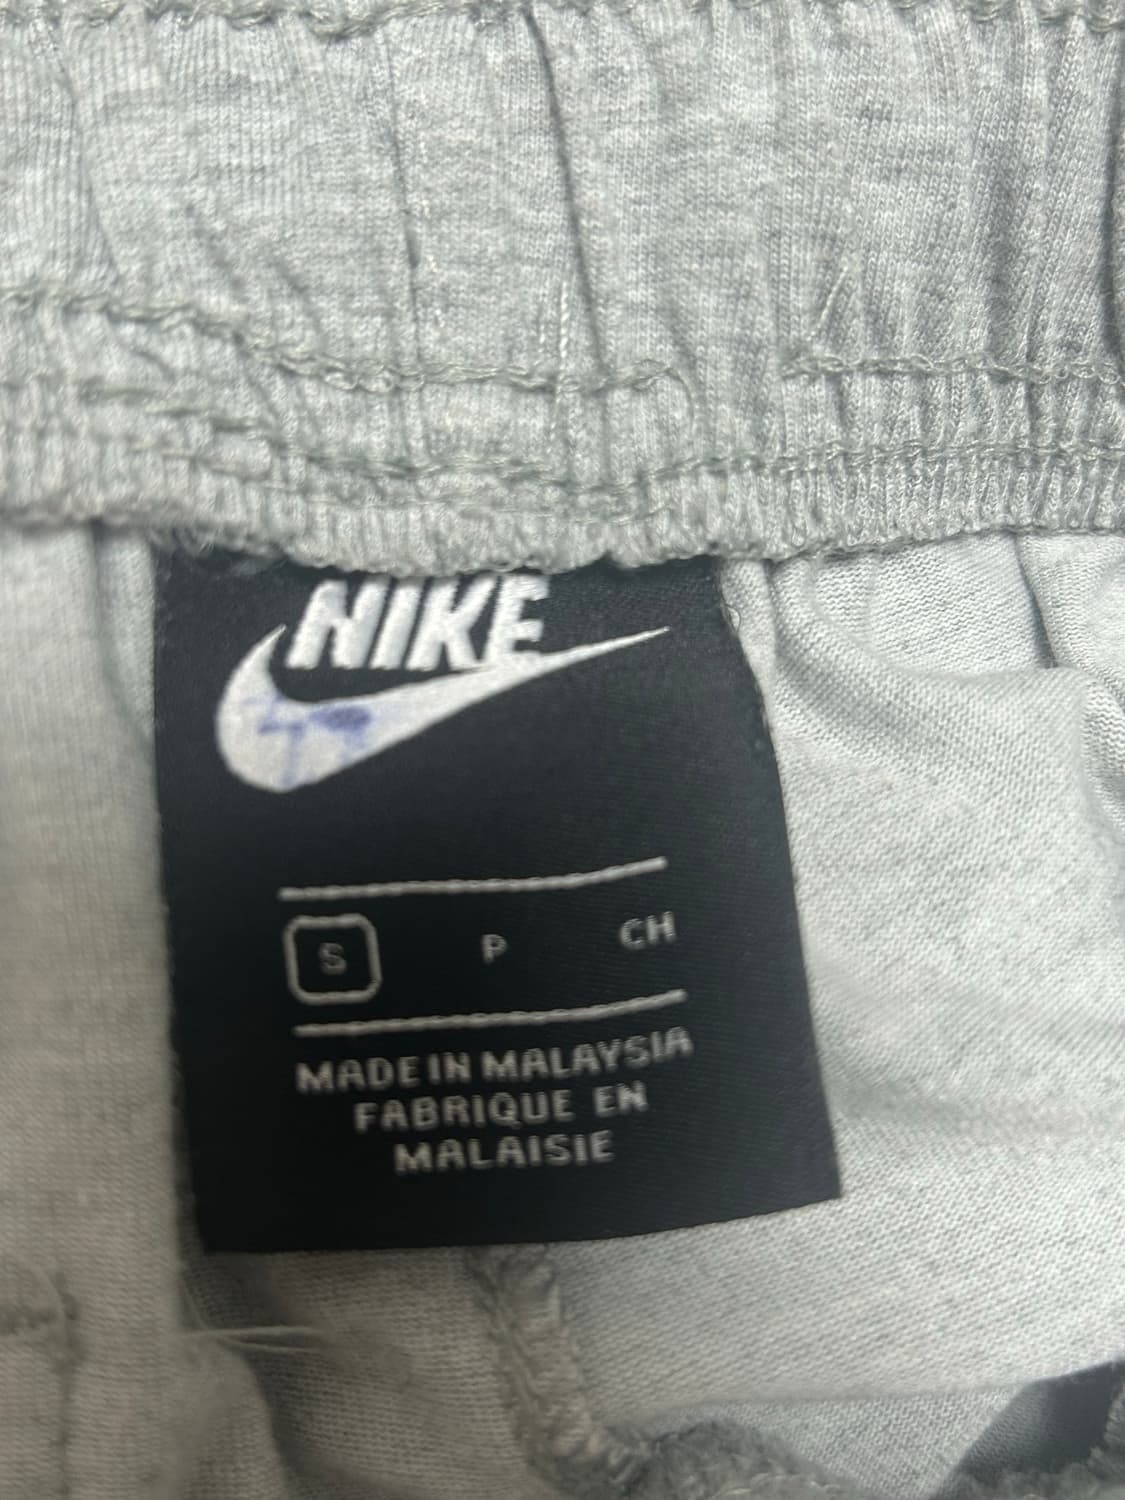 NIKE
S P CH
MADE IN MALAYSIA
FABRIQUE EN
MALAISIE